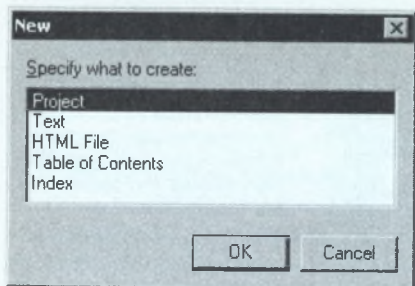 New
Specify what to create:
Project
Text
HTML File
Table of Contents
Index
OK
Cancel